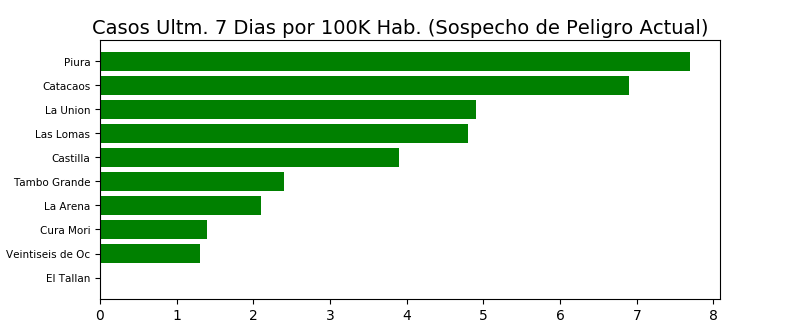 Casos Ultm. 7 Dias por 100K Hab. (Sospecho de Peligro Actual)
Piura
Catacaos
La Union
Las Lomas
Castilla
Tambo Grande
La Arena
Cura Mori
Veintiseis de Oc
El Tallan
0 1 2 3 4 5 6 7 8